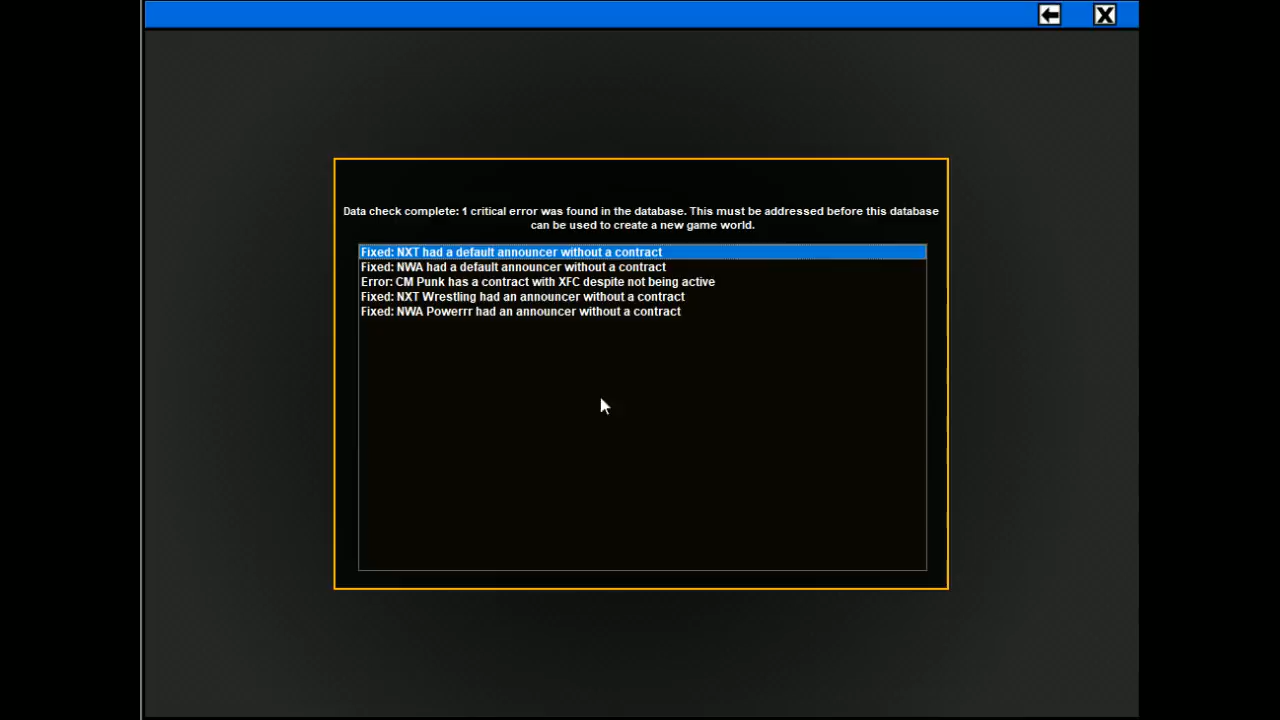 Data check complete: 1 critical error was found in the database. This must be addressed before this database
can be used to create a new game world.
Fixed: NXT had a default announcer without a contract
Fixed: NWA had a default announcer without a contract
Error: CM Punk has a contract with XFC despite not being active
Fixed: NXT Wrestling had an announcer without a contract
Fixed: NWA Powerrr had an announcer without a contract